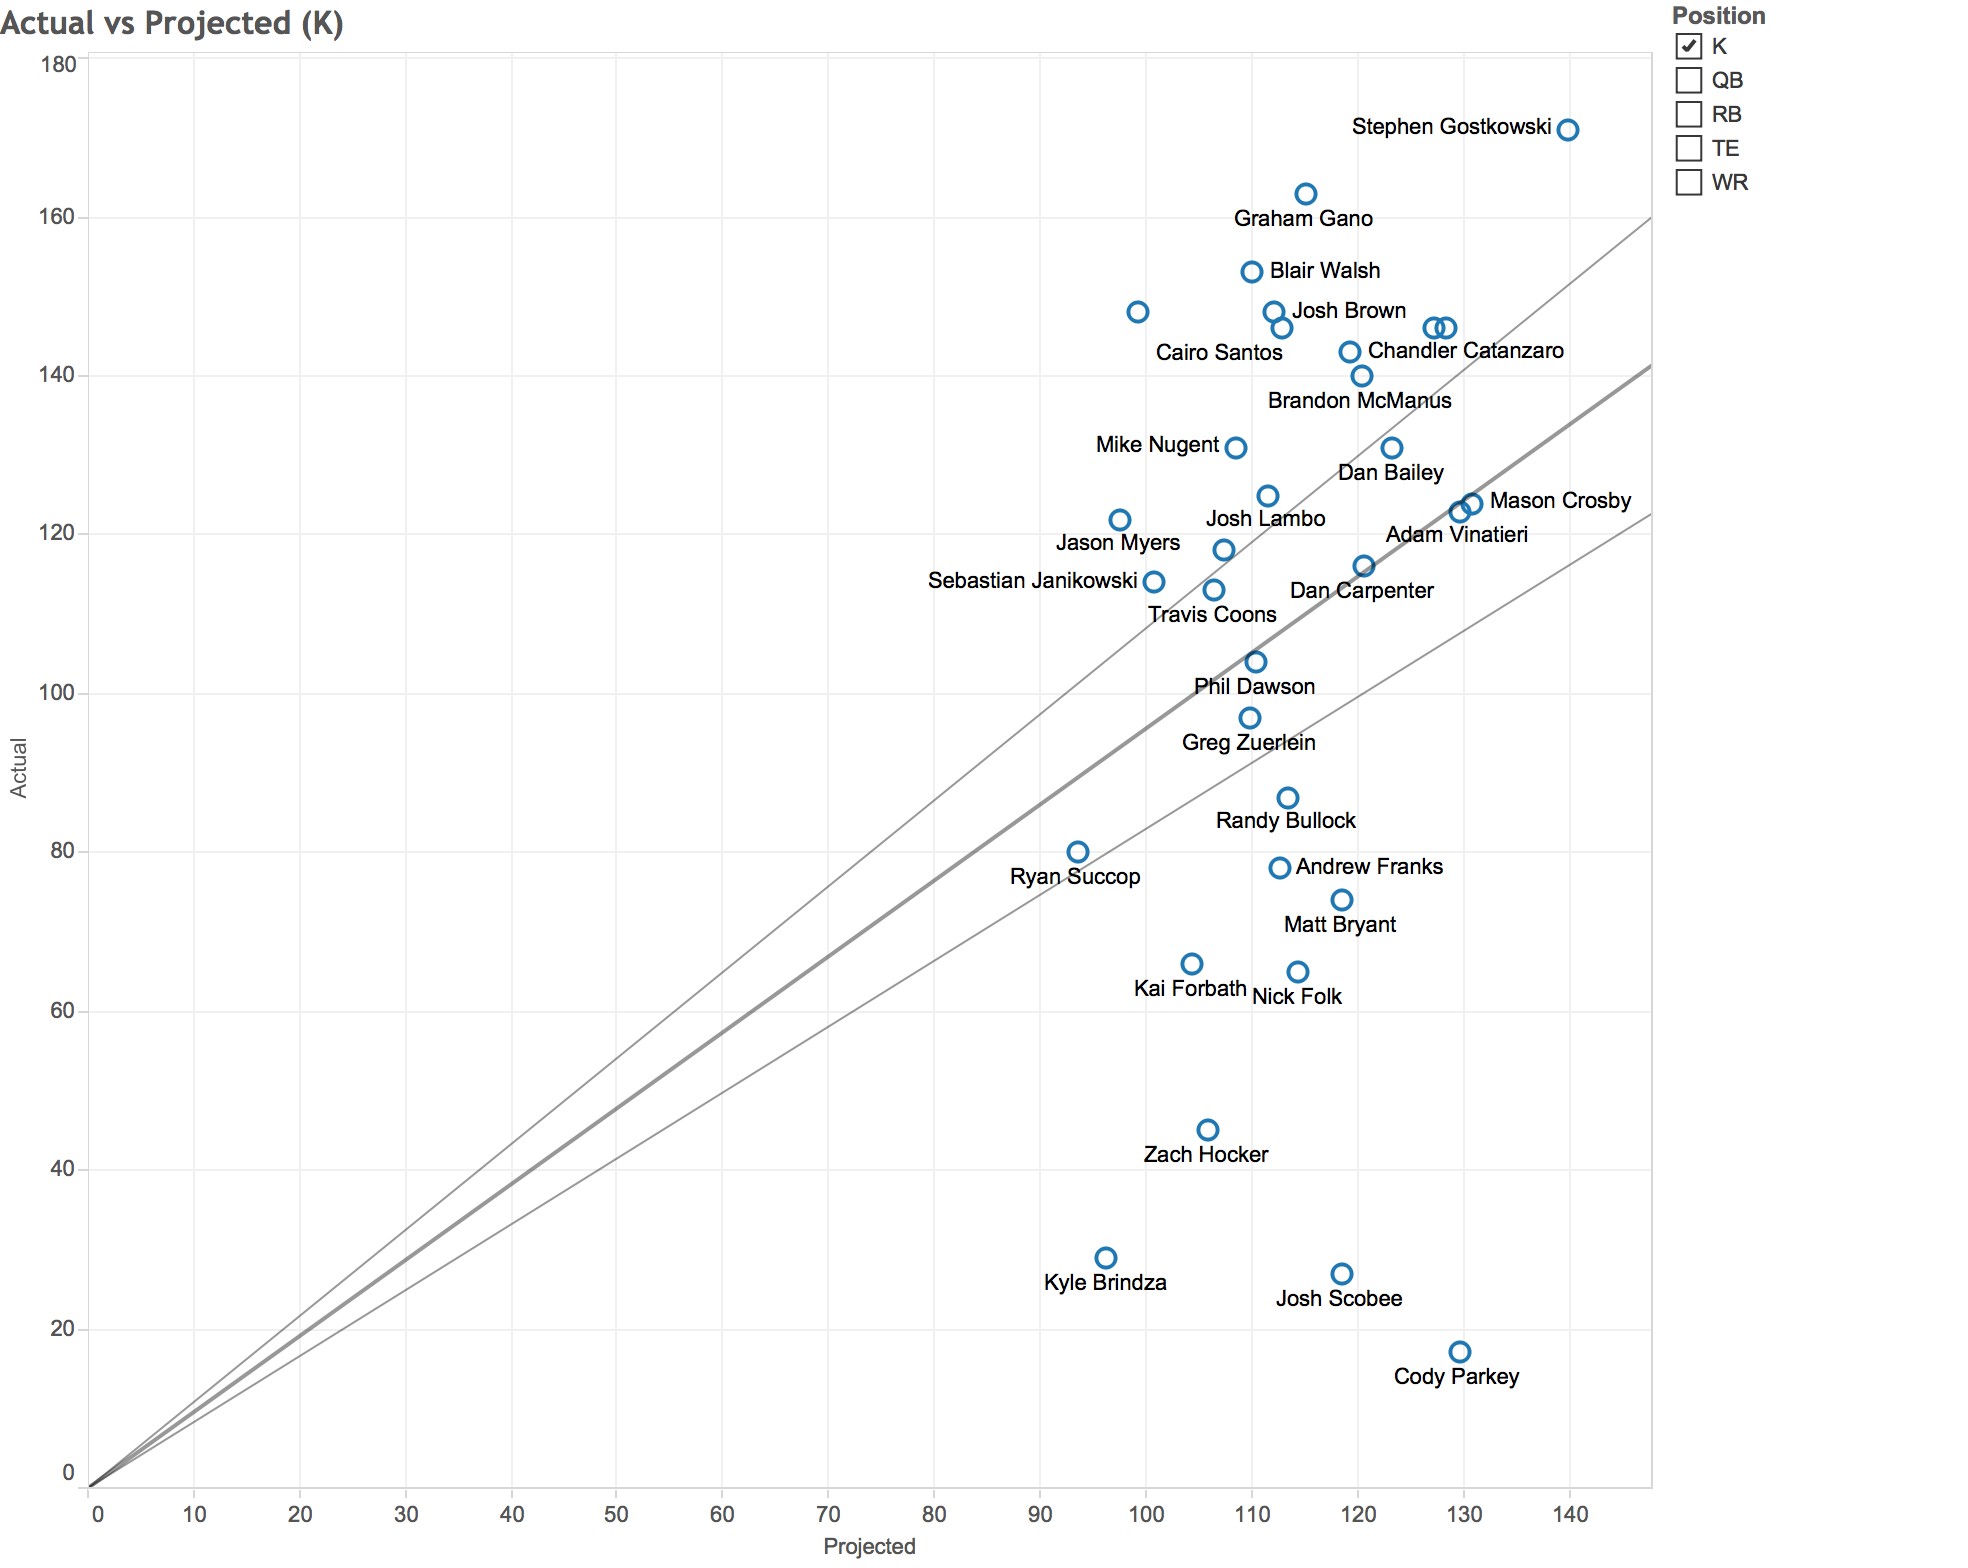 Actual vs Projected (K)
Position
K
QB
RB
TE
WR
180
160
140
120
100
80
60
40
20
0
Actual
Stephen Gostkowski
Graham Gano
Blair Walsh
Josh Brown
Cairo Santos
Chandler Catanzaro
Brandon McManus
Mike Nugent
Dan Bailey
Mason Crosby
Josh Lambo
Adam Vinatieri
Jason Myers
Sebastian Janikowski
Dan Carpenter
Travis Coons
Phil Dawson
Greg Zuerlein
Randy Bullock
Andrew Franks
Ryan Succop
Matt Bryant
Kai Forbath
Nick Folk
Zach Hocker
Kyle Brindza
Josh Scobee
Cody Parkey
0 10 20 30 40 50 60 70 80 90 100 110 120 130 140
Projected